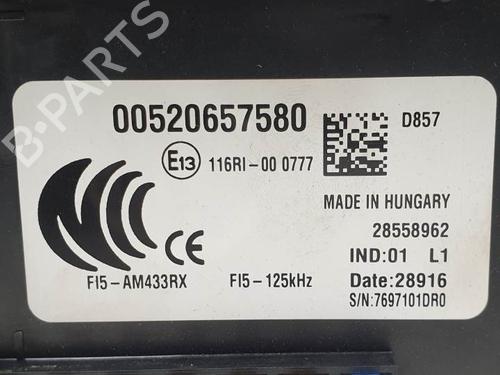 B-PARTS
00520657580
D857
E13 116RI-00 0777
MADE IN HUNGARY
28558962
CE
IND:01 L1
FI5-AM433RX FI5-125kHz Date:28916
S/N:7697101DR0